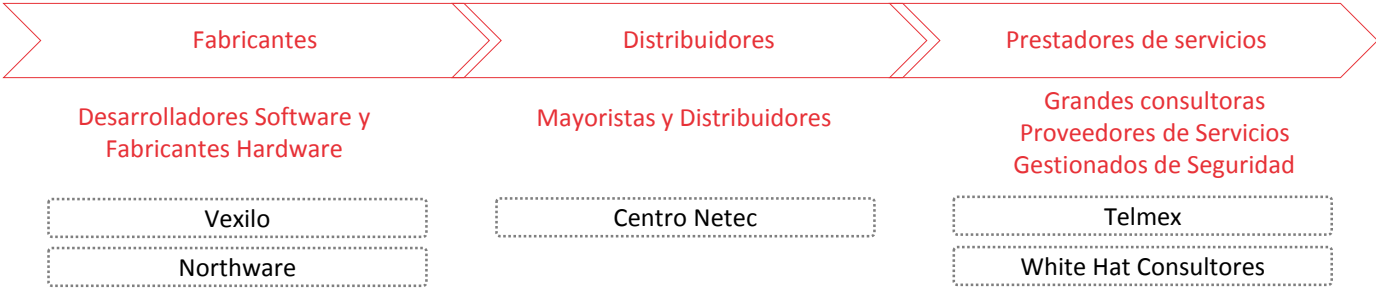 Fabricantes
Distribuidores
Prestadores de servicios
Desarrolladores Software y
Fabricantes Hardware
Mayoristas y Distribuidores
Grandes consultoras
Proveedores de Servicios
Gestionados de Seguridad
Vexilo
Centro Netec
Telmex
Northware
White Hat Consultores